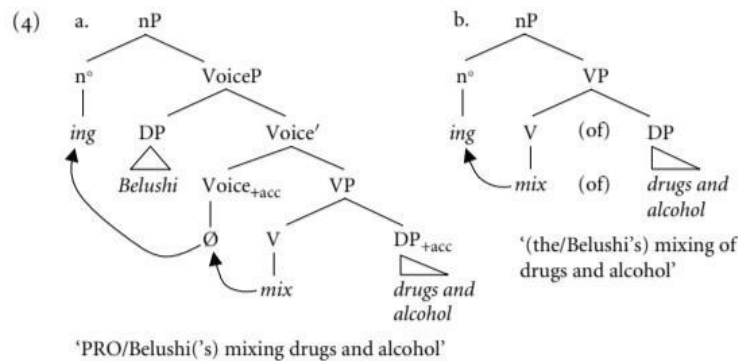 (4) a. nP b. nP
n° VoiceP n° VP
ing DP Voice′ ing V (of) DP
Belushi Voice+acc VP mix (of) drugs and
alcohol
Ø V DP+acc
‘(the/Belushi’s) mixing of
drugs and alcohol’
mix drugs and
alcohol
‘PRO/Belushi(’s) mixing drugs and alcohol’